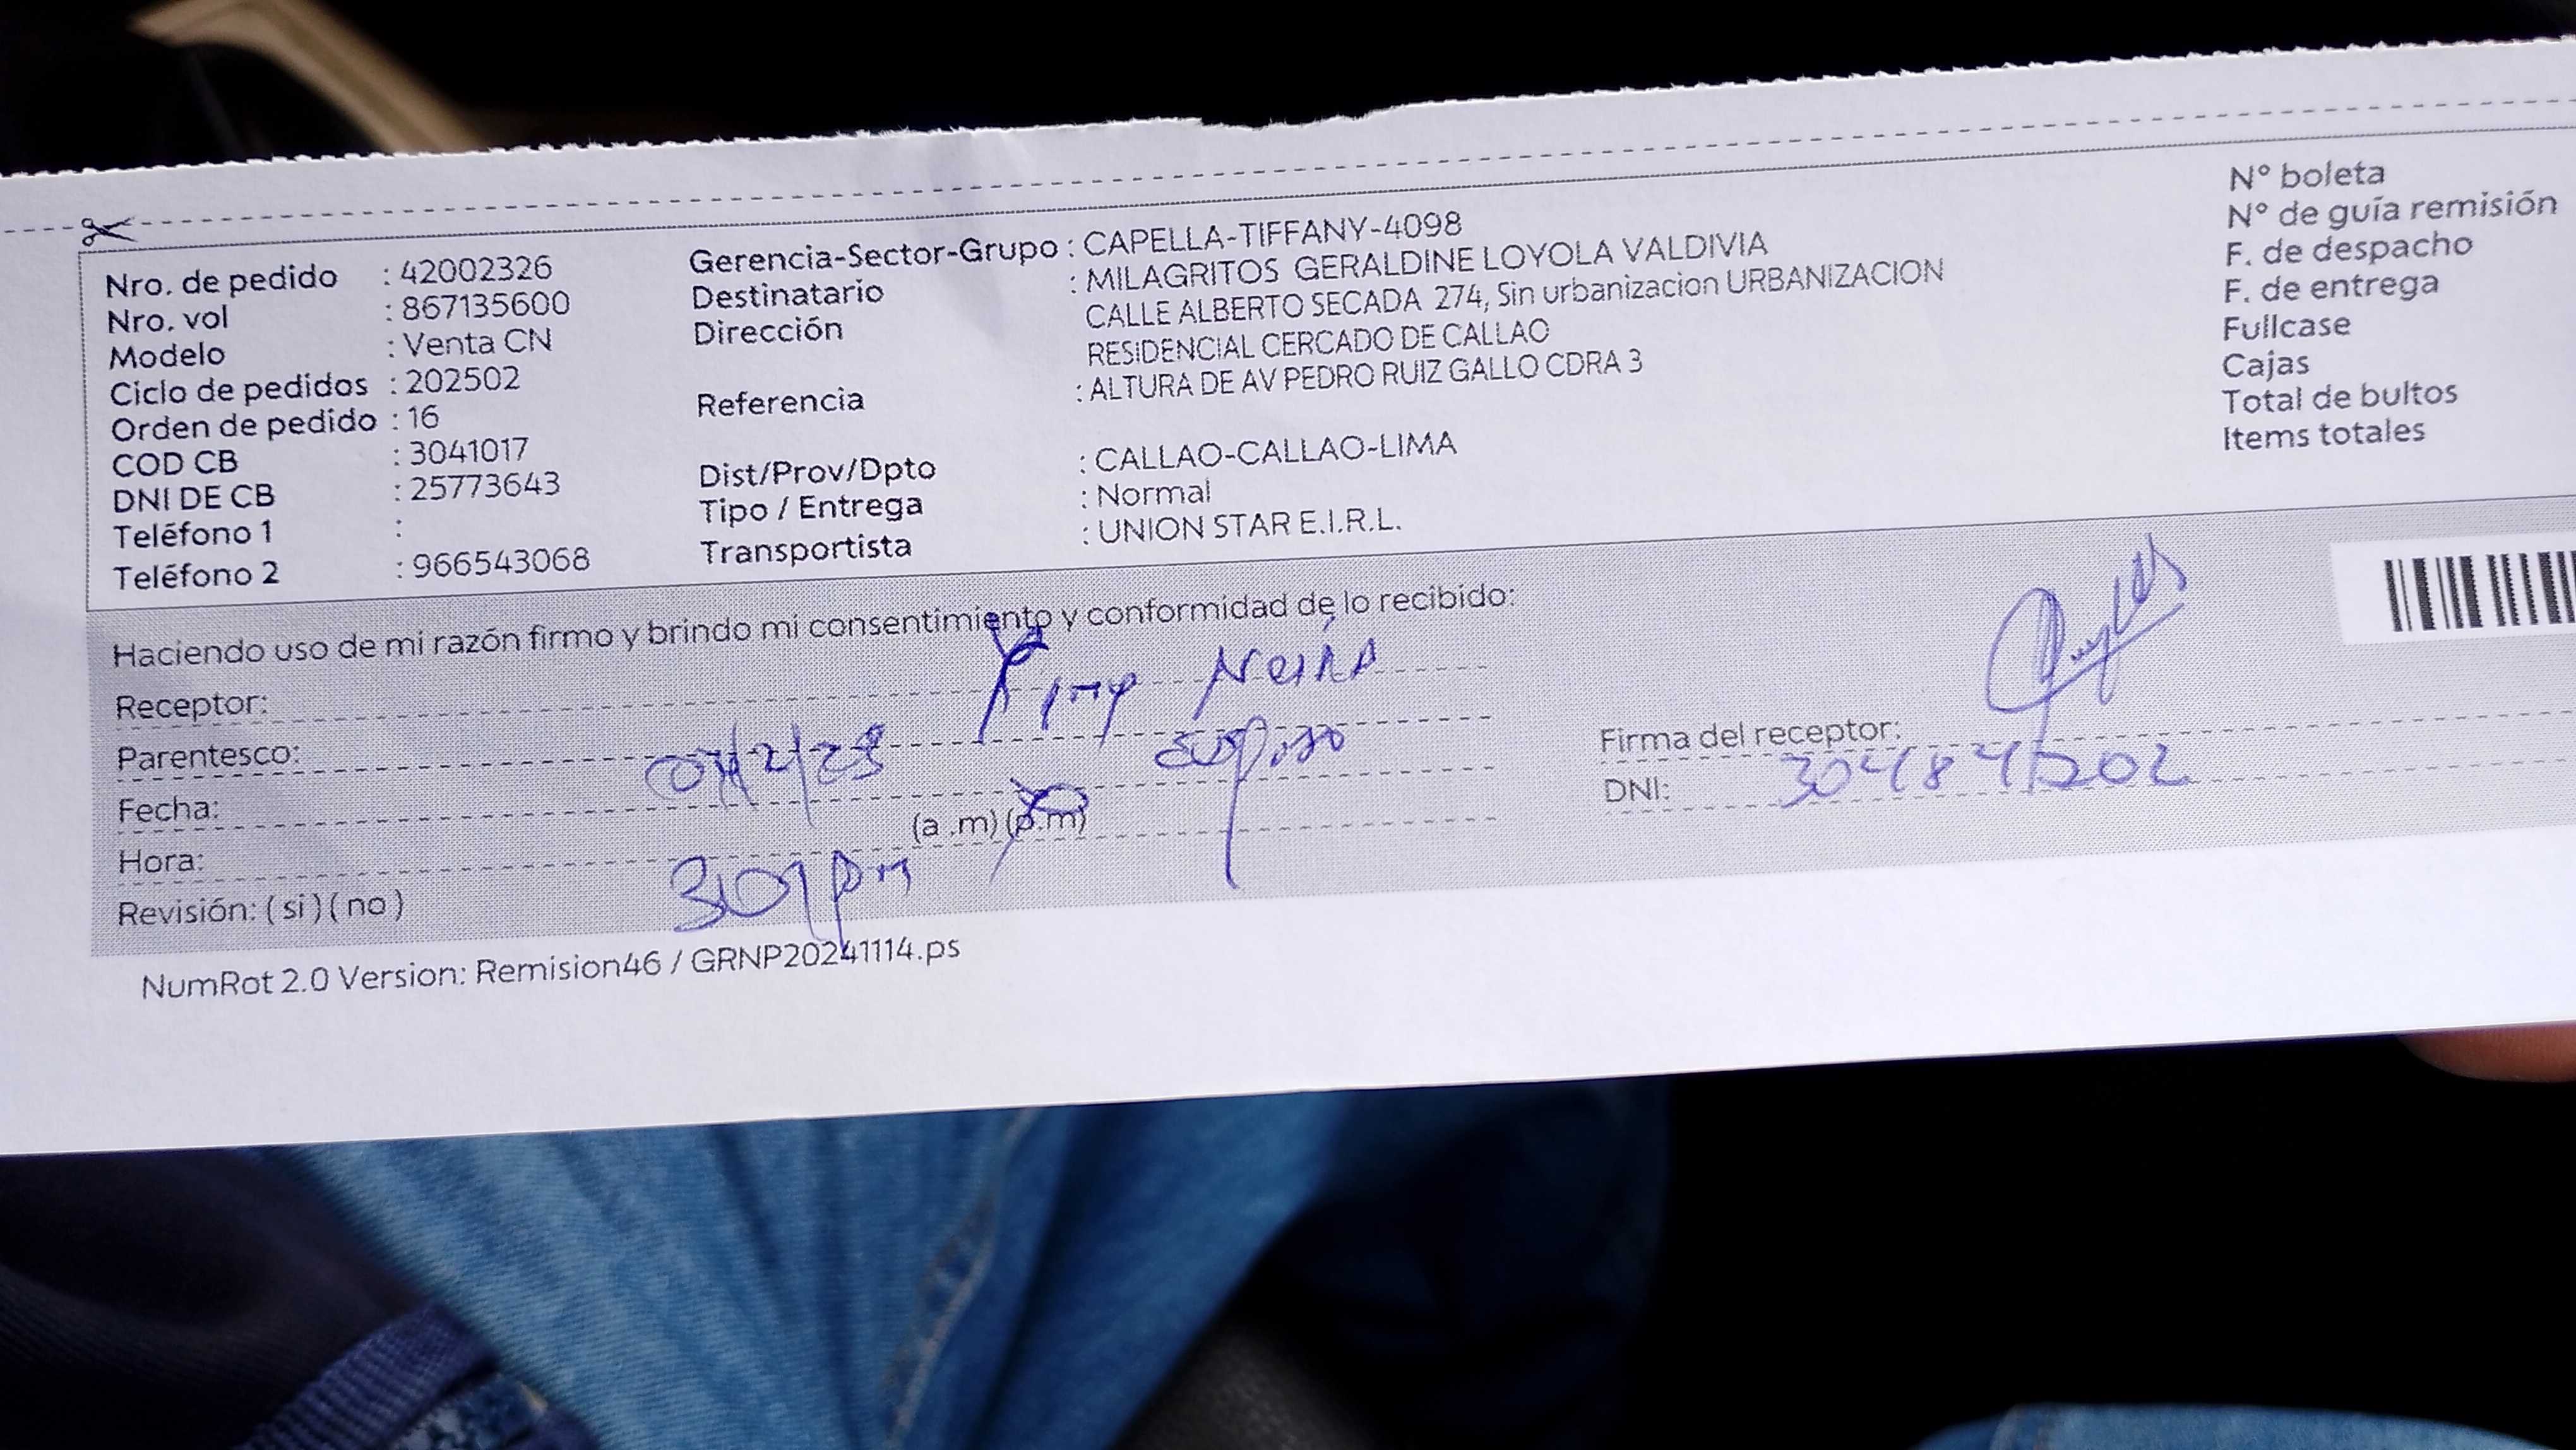 Nro. de pedido : 42002326
Nro. vol : 867135600
Modelo : Venta CN
Ciclo de pedidos : 202502
Orden de pedido : 16
COD CB : 3041017
DNI DE CB : 25773643
Teléfono 1 :
Teléfono 2 : 966543068
Gerencia-Sector-Grupo : CAPELLA-TIFFANY-4098
Destinatario : MILAGRITOS GERALDINE LOYOLA VALDIVIA
Dirección CALLE ALBERTO SECADA 274, Sin urbanizacion URBANIZACION
RESIDENCIAL CERCADO DE CALLAO
Referencia : ALTURA DE AV PEDRO RUIZ GALLO CDRA 3
Dist/Prov/Dpto : CALLAO-CALLAO-LIMA
Tipo / Entrega : Normal
Transportista : UNION STAR E.I.R.L.
N° boleta
N° de guía remisión
F. de despacho
F. de entrega
Fullcase
Cajas
Total de bultos
Items totales
Haciendo uso de mi razón firmo y brindo mi consentimiento y conformidad de lo recibido:
Receptor:
Parentesco: esposo
Fecha: (a .m) (p.m)
Hora: 301 pm
Revisión: ( si ) ( no )
Firma del receptor:
DNI:
NumRot 2.0 Version: Remision46 / GRNP20241114.ps